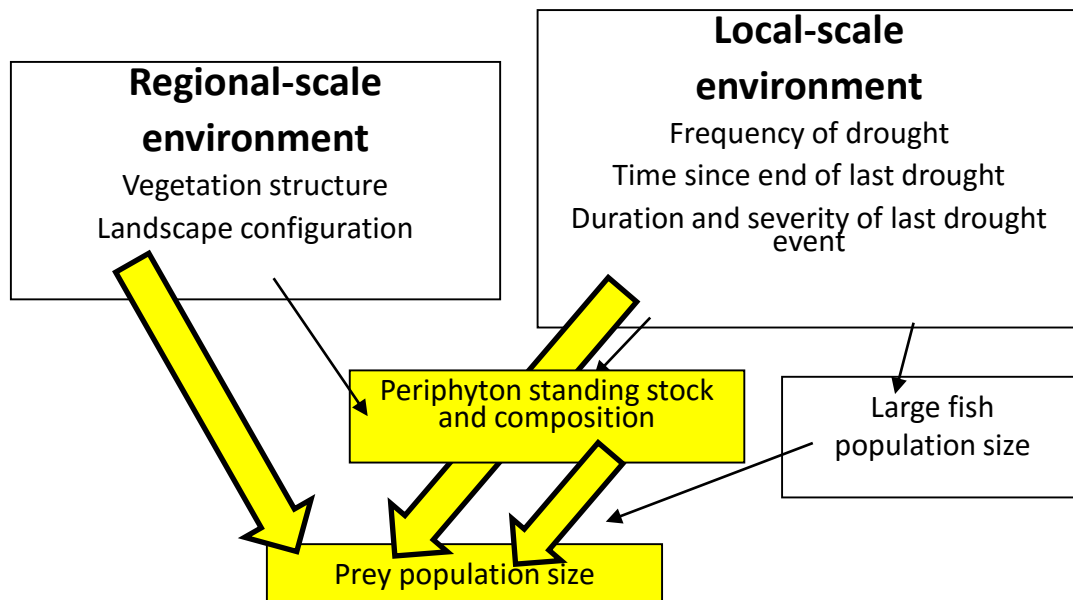 Regional-scale
environment
Vegetation structure
Landscape configuration
Local-scale
environment
Frequency of drought
Time since end of last drought
Duration and severity of last drought
event
Periphyton standing stock
and composition
Large fish
population size
Prey population size